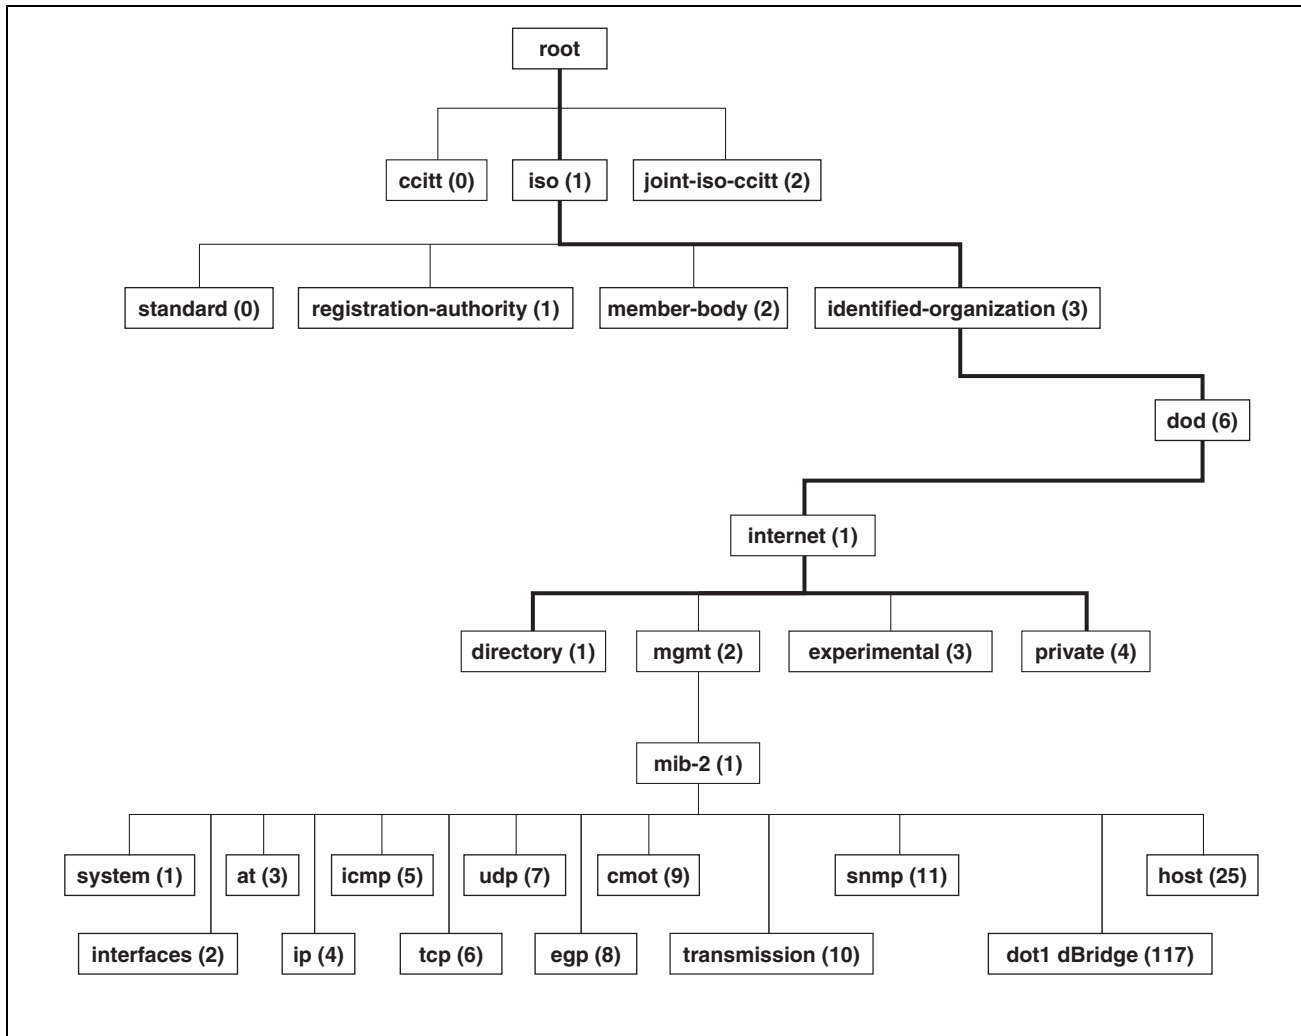 root
ccitt (0)
iso (1)
joint-iso-ccitt (2)
standard (0)
registration-authority (1)
member-body (2)
identified-organization (3)
dod (6)
internet (1)
directory (1)
mgmt (2)
experimental (3)
private (4)
mib-2 (1)
system (1)
at (3)
icmp (5)
udp (7)
cmot (9)
snmp (11)
host (25)
interfaces (2)
ip (4)
tcp (6)
egp (8)
transmission (10)
dot1 dBridge (117)